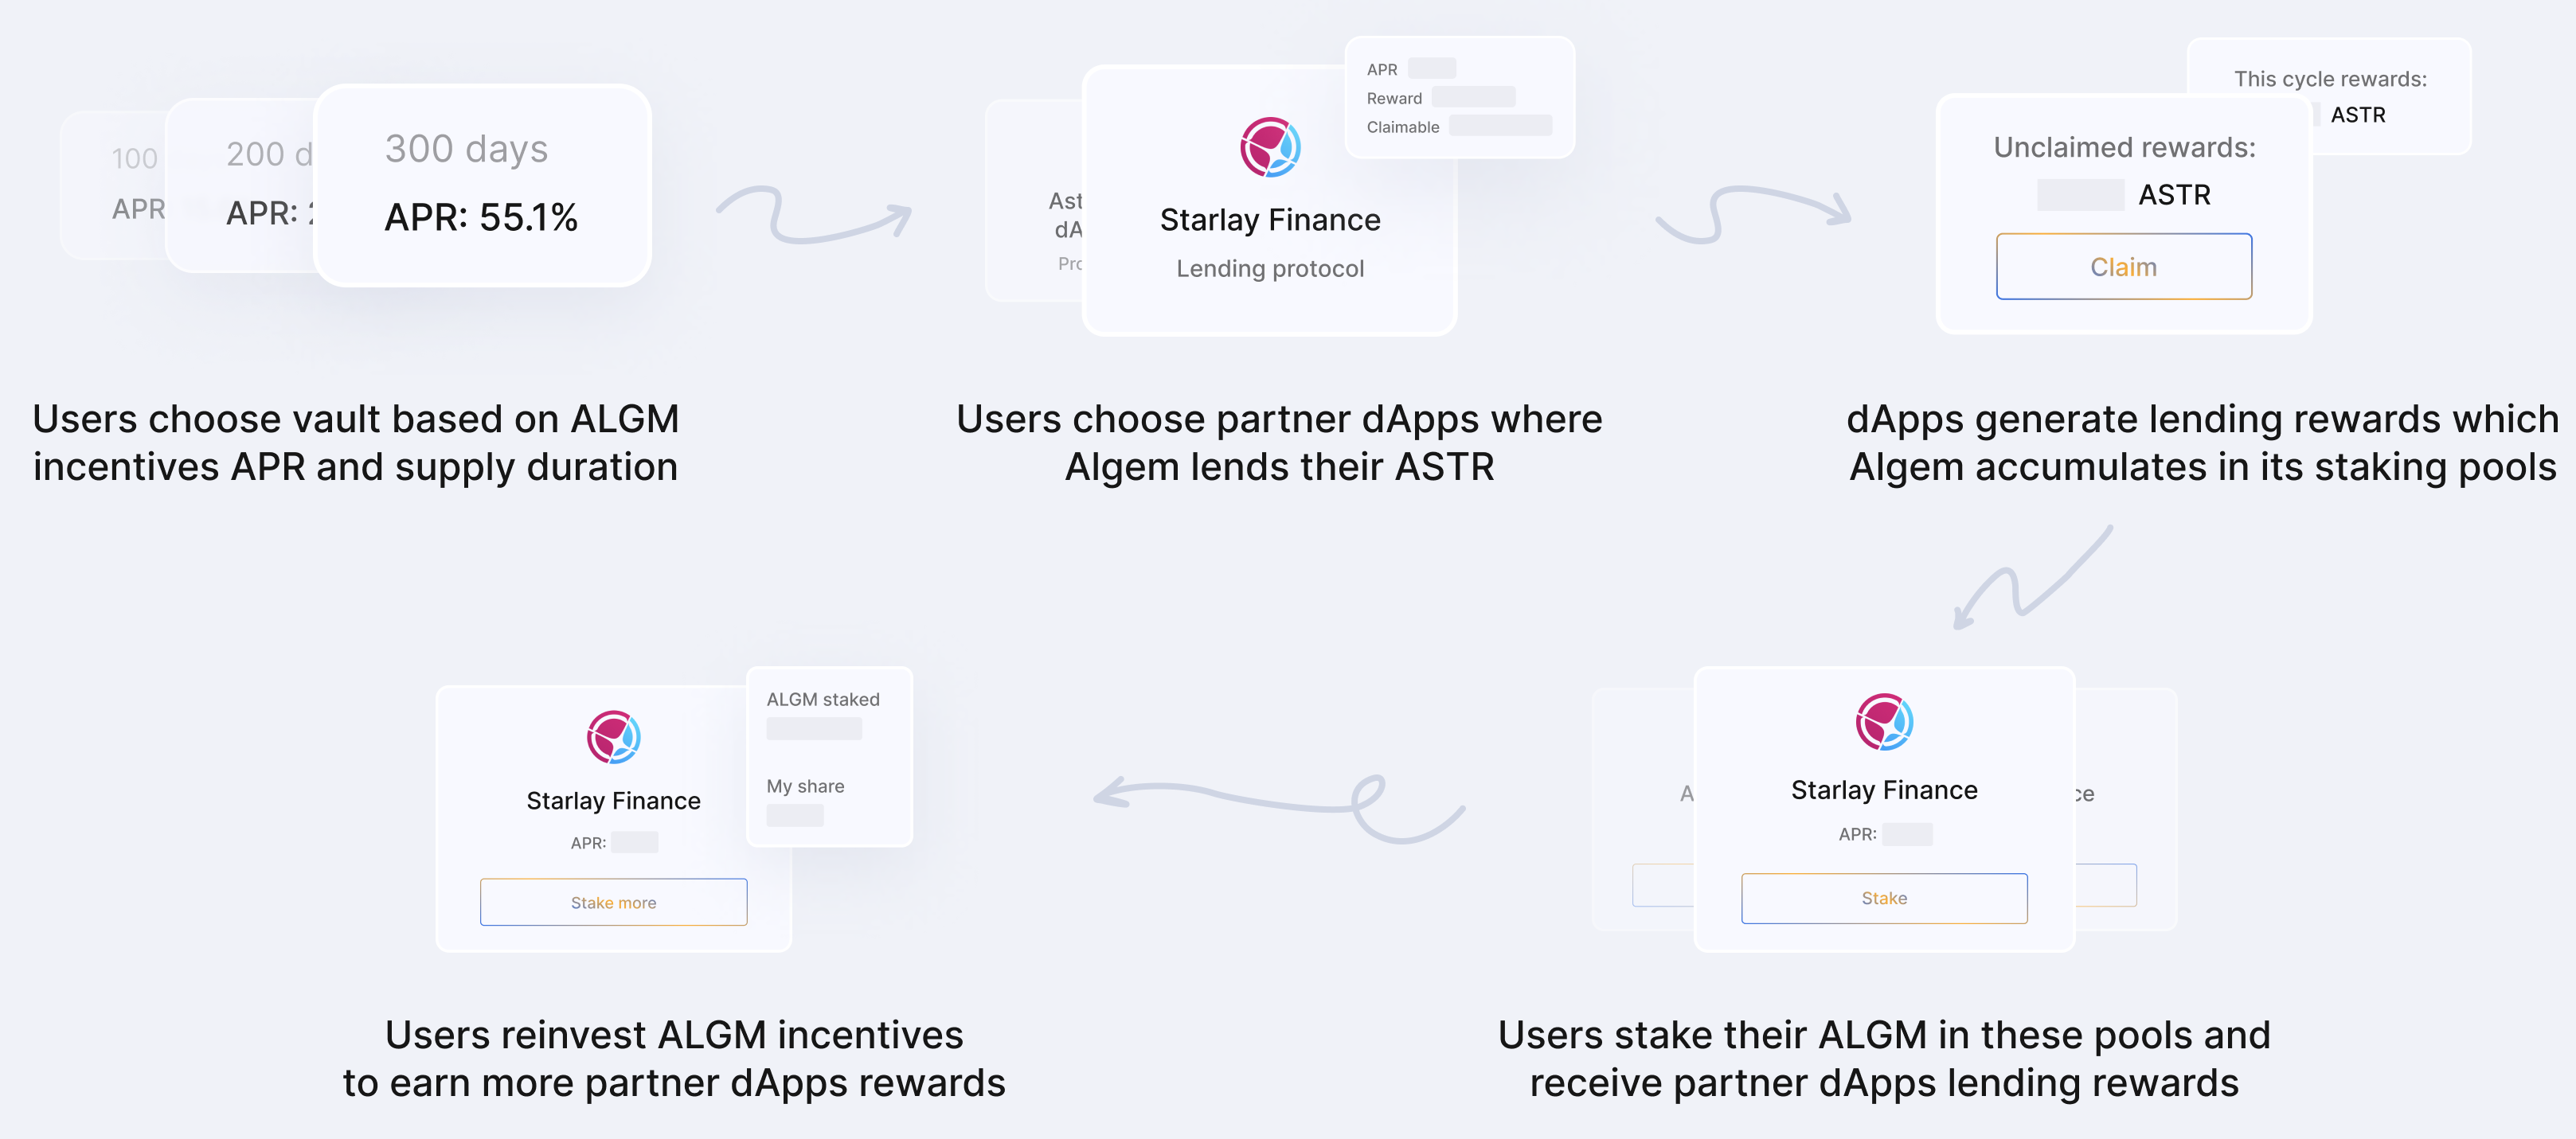 100
APR
200 d
APR: 2
300 days
APR: 55.1%
Users choose vault based on ALGM
incentives APR and supply duration
Ast
dA
Pro
Starlay Finance
Lending protocol
APR
Reward
Claimable
Users choose partner dApps where
Algem lends their ASTR
This cycle rewards:
ASTR
Unclaimed rewards:
ASTR
Claim
dApps generate lending rewards which
Algem accumulates in its staking pools
A
Starlay Finance
APR:
Stake
ce
Users stake their ALGM in these pools and
receive partner dApps lending rewards
Starlay Finance
APR:
Stake more
ALGM staked
My share
Users reinvest ALGM incentives
to earn more partner dApps rewards